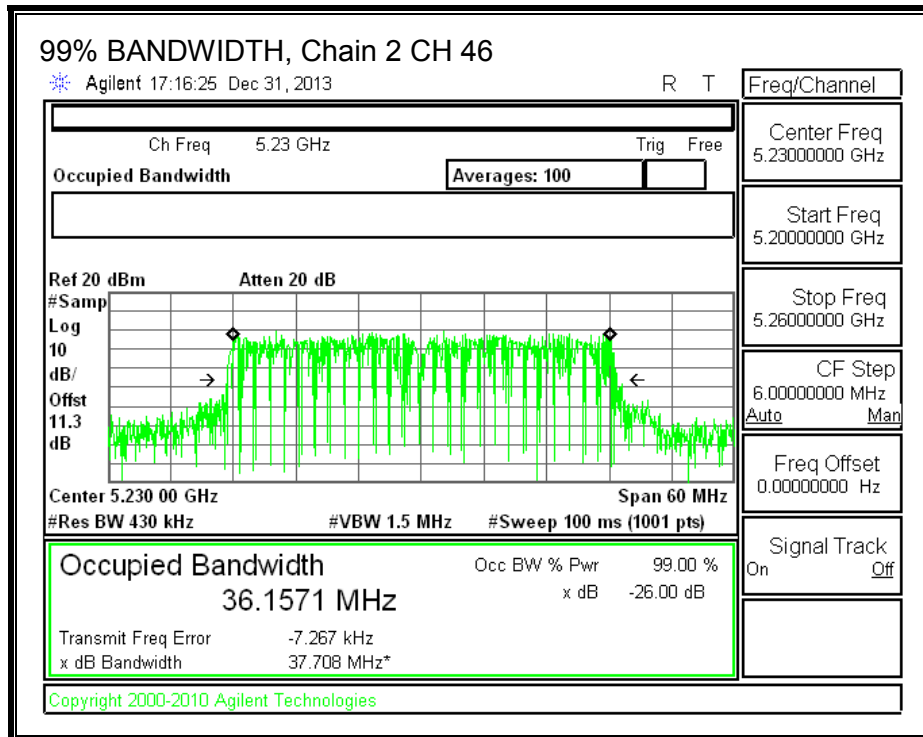 99% BANDWIDTH, Chain 2 CH 46
Agilent 17:16:25 Dec 31, 2013 R T
Freq/Channel
Ch Freq 5.23 GHz Trig Free
Occupied Bandwidth Averages: 100
Center Freq
5.23000000 GHz
Start Freq
5.20000000 GHz
Stop Freq
5.26000000 GHz
CF Step
6.00000000 MHz
Auto Man
Freq Offset
0.00000000 Hz
Signal Track
On Off
Ref 20 dBm Atten 20 dB
#Samp
Log
10
dB/
Offst
11.3
dB
Center 5.230 00 GHz Span 60 MHz
#Res BW 430 kHz #VBW 1.5 MHz #Sweep 100 ms (1001 pts)
Occupied Bandwidth Occ BW % Pwr 99.00 %
36.1571 MHz x dB -26.00 dB
Transmit Freq Error -7.267 kHz
x dB Bandwidth 37.708 MHz*
Copyright 2000-2010 Agilent Technologies